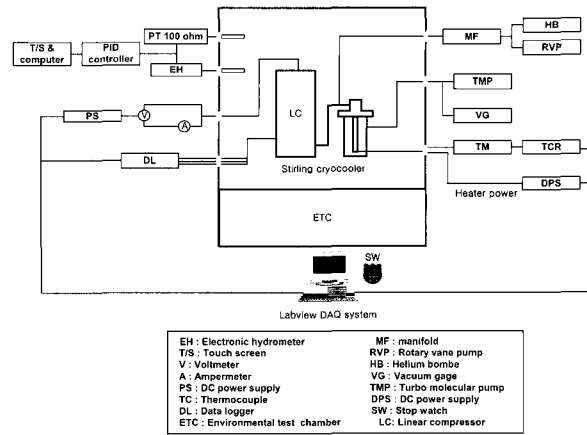 T/S &
computer
PID
controller
PT 100 ohm
EH
MF
HB
RVP
TMP
VG
PS
V
A
LC
DL
TM
TCR
Stirling cryocooler
Heater power
DPS
ETC
SW
Labview DAQ system
EH : Electronic hydrometer
T/S : Touch screen
V : Voltmeter
A : Ampermeter
PS : DC power supply
TC : Thermocouple
DL : Data logger
ETC : Environmental test chamber
MF : manifold
RVP : Rotary vane pump
HB : Helium bombe
VG : Vacuum gage
TMP : Turbo molecular pump
DPS : DC power supply
SW : Stop watch
LC: Linear compressor